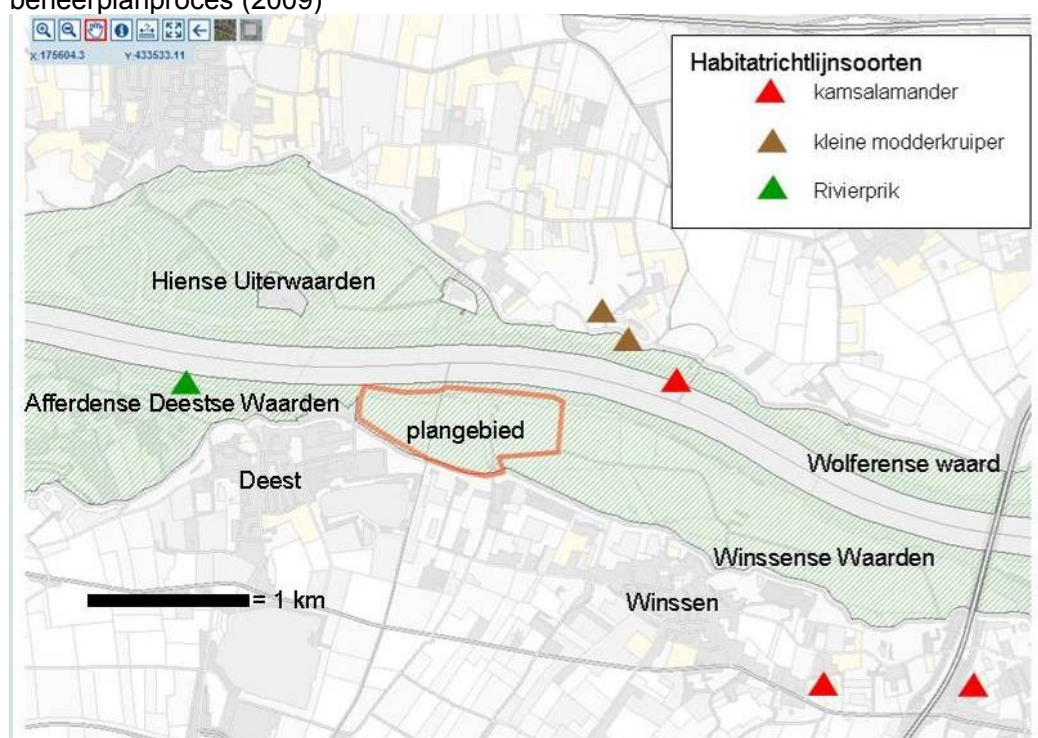 beheerplanproces (2009)
X:175604.3 Y:433533.11
Habitatrichtlijnsoorten
kamsalamander
kleine modderkruiper
Rivierprik
Hiense Uiterwaarden
Afferdense Deestse Waarden
plangebied
Deest
Wolferense waard
Winssense Waarden
Winssen
= 1 km